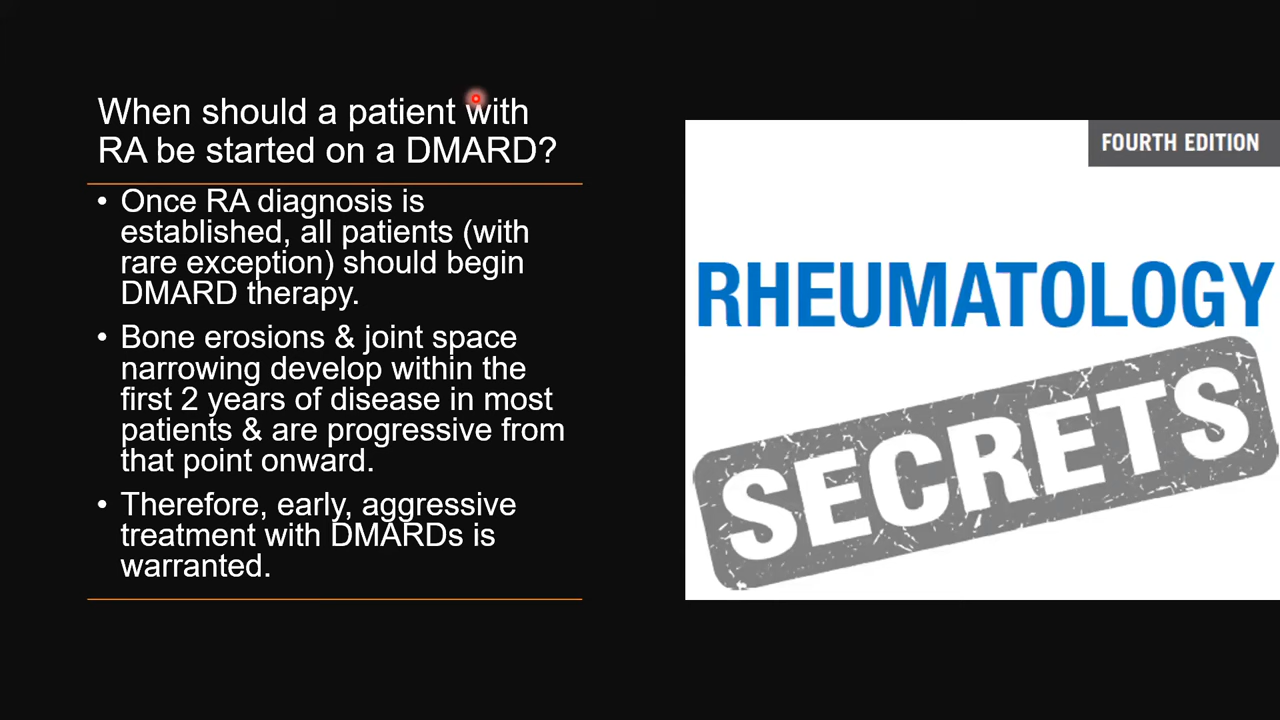 When should a patient with
RA be started on a DMARD?
• Once RA diagnosis is
established, all patients (with
rare exception) should begin
DMARD therapy.
• Bone erosions & joint space
narrowing develop within the
first 2 years of disease in most
patients & are progressive from
that point onward.
• Therefore, early, aggressive
treatment with DMARDs is
warranted.
FOURTH EDITION
RHEUMATOLOGY
SECRETS